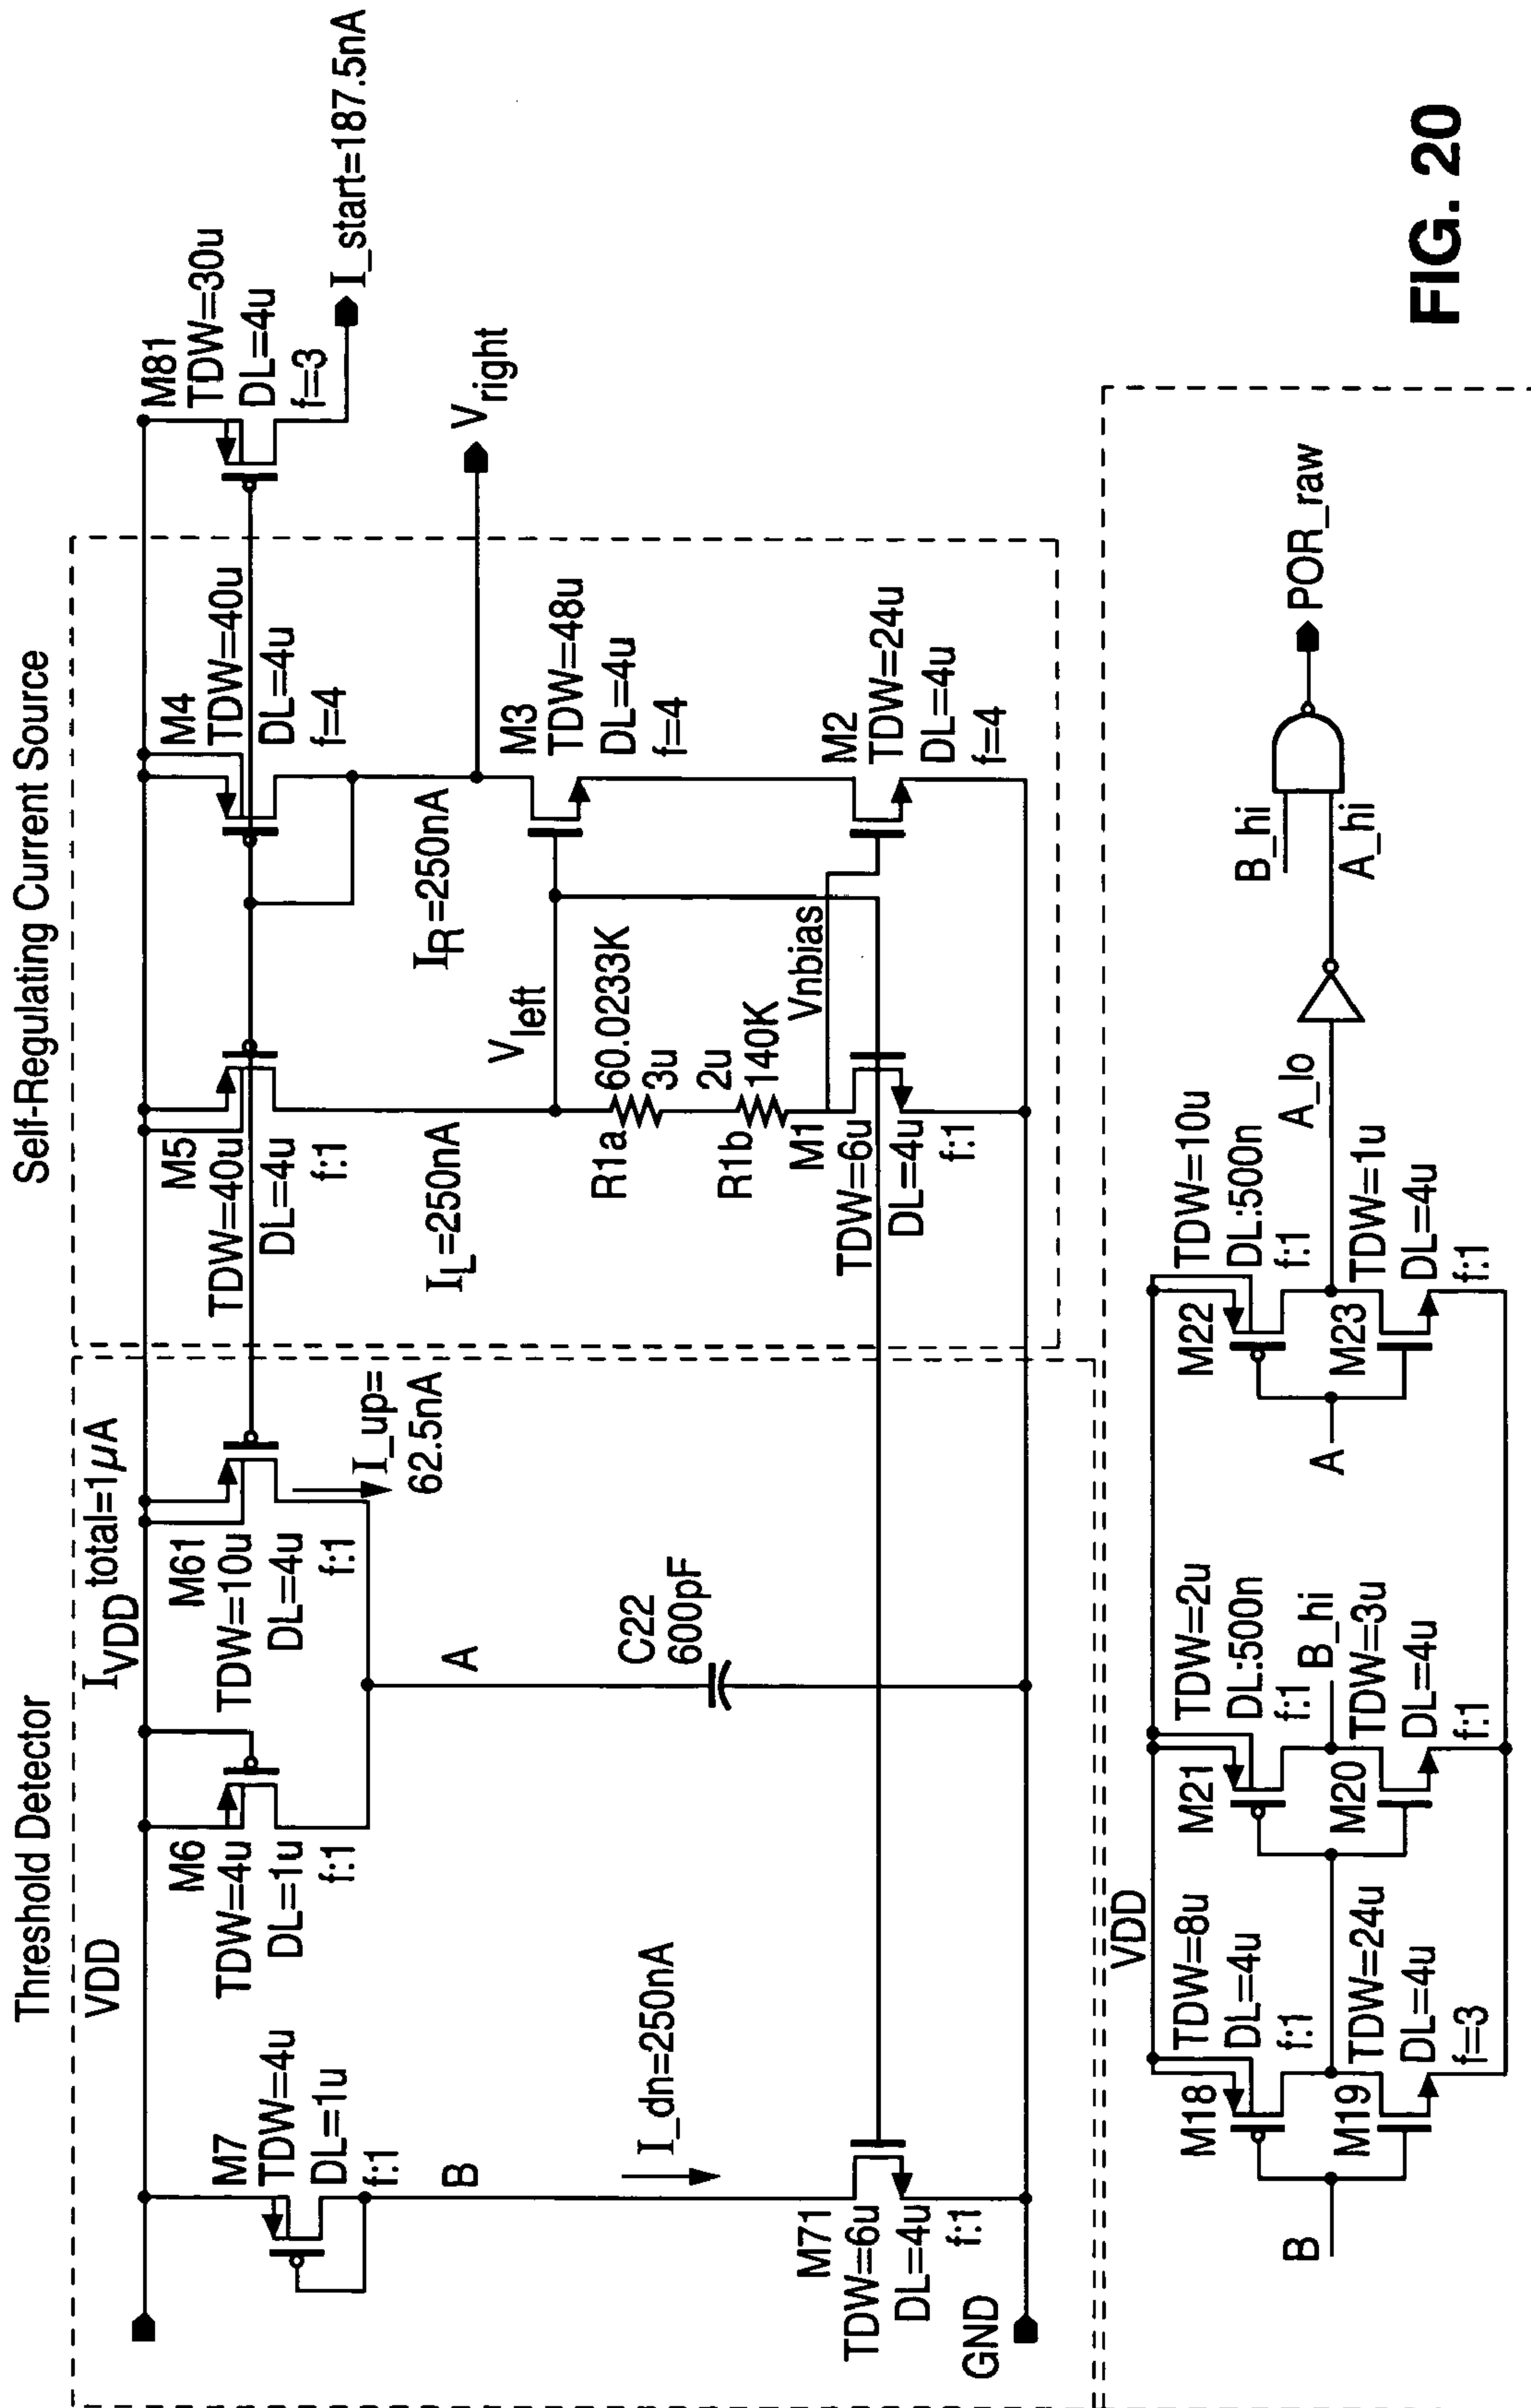 Threshold Detector
Self-Regulating Current Source
VDD
IVDD total=1µA
M7
TDW=4u
DL=1u
f:1
M6
TDW=4u
DL=1u
f:1
M61
TDW=10u
DL=4u
f:1
M5
TDW=40u
DL=4u
f:1
M4
TDW=40u
DL=4u
f=4
M81
TDW=30u
DL=4u
f=3
I_start=187.5nA
I_up=
62.5nA
IL=250nA
IR=250nA
Vright
B
A
Vleft
M3
TDW=48u
DL=4u
f=4
I_dn=250nA
C22
600pF
R1a
60.0233K
3u
R1b
2u
140K
Vnbias
M71
TDW=6u
DL=4u
f:1
M1
TDW=6u
DL=4u
f:1
M2
TDW=24u
DL=4u
f=4
GND
VDD
M18
TDW=8u
DL=4u
f:1
M21
TDW=2u
DL:500n
f:1
M22
TDW=10u
DL:500n
f:1
B
B_hi
A
A_lo
B_hi
A_hi
POR_raw
M19
TDW=24u
DL=4u
f=3
M20
TDW=3u
DL=4u
f:1
M23
TDW=1u
DL=4u
f:1
FIG. 20